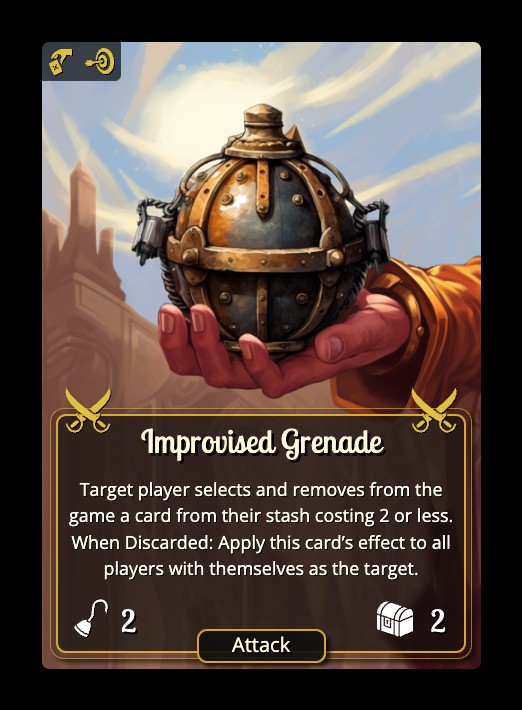 Improvised Grenade
Target player selects and removes from the
game a card from their stash costing 2 or less.
When Discarded: Apply this card's effect to all
players with themselves as the target.
2
2
Attack